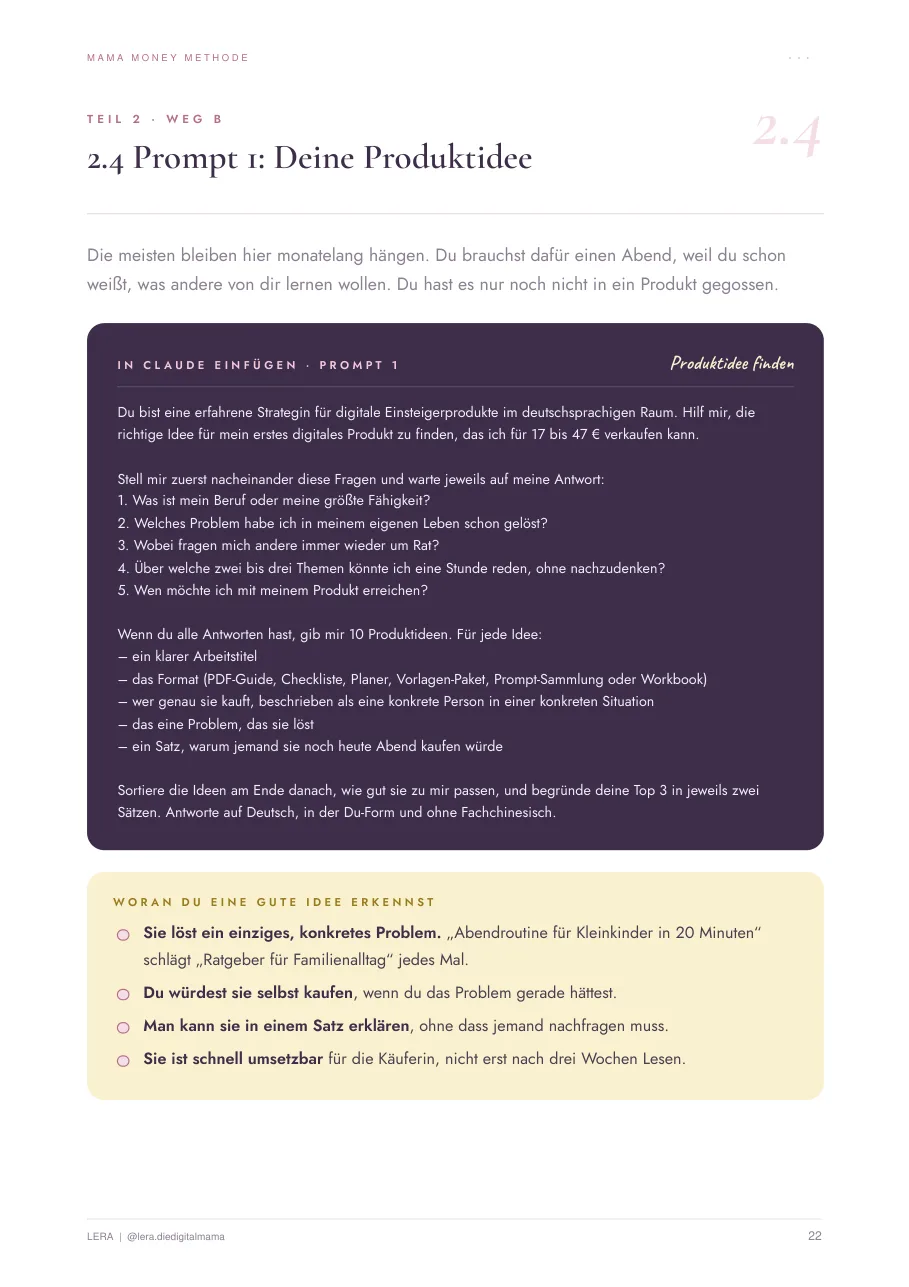 MAMA MONEY METHODE
TEIL 2 · WEG B
2.4
2.4 Prompt 1: Deine Produktidee
Die meisten bleiben hier monatelang hängen. Du brauchst dafür einen Abend, weil du schon
weißt, was andere von dir lernen wollen. Du hast es nur noch nicht in ein Produkt gegossen.
IN CLAUDE EINFÜGEN · PROMPT 1
Produktidee finden
Du bist eine erfahrene Strategin für digitale Einsteigerprodukte im deutschsprachigen Raum. Hilf mir, die
richtige Idee für mein erstes digitales Produkt zu finden, das ich für 17 bis 47 € verkaufen kann.
Stell mir zuerst nacheinander diese Fragen und warte jeweils auf meine Antwort:
1. Was ist mein Beruf oder meine größte Fähigkeit?
2. Welches Problem habe ich in meinem eigenen Leben schon gelöst?
3. Wobei fragen mich andere immer wieder um Rat?
4. Über welche zwei bis drei Themen könnte ich eine Stunde reden, ohne nachzudenken?
5. Wen möchte ich mit meinem Produkt erreichen?
Wenn du alle Antworten hast, gib mir 10 Produktideen. Für jede Idee:
– ein klarer Arbeitstitel
– das Format (PDF-Guide, Checkliste, Planer, Vorlagen-Paket, Prompt-Sammlung oder Workbook)
– wer genau sie kauft, beschrieben als eine konkrete Person in einer konkreten Situation
– das eine Problem, das sie löst
– ein Satz, warum jemand sie noch heute Abend kaufen würde
Sortiere die Ideen am Ende danach, wie gut sie zu mir passen, und begründe deine Top 3 in jeweils zwei
Sätzen. Antworte auf Deutsch, in der Du-Form und ohne Fachchinesisch.
WORAN DU EINE GUTE IDEE ERKENNST
Sie löst ein einziges, konkretes Problem. „Abendroutine für Kleinkinder in 20 Minuten“
schlägt „Ratgeber für Familienalltag“ jedes Mal.
Du würdest sie selbst kaufen, wenn du das Problem gerade hättest.
Man kann sie in einem Satz erklären, ohne dass jemand nachfragen muss.
Sie ist schnell umsetzbar für die Käuferin, nicht erst nach drei Wochen Lesen.
LERA | @lera.diedigitalmama
22